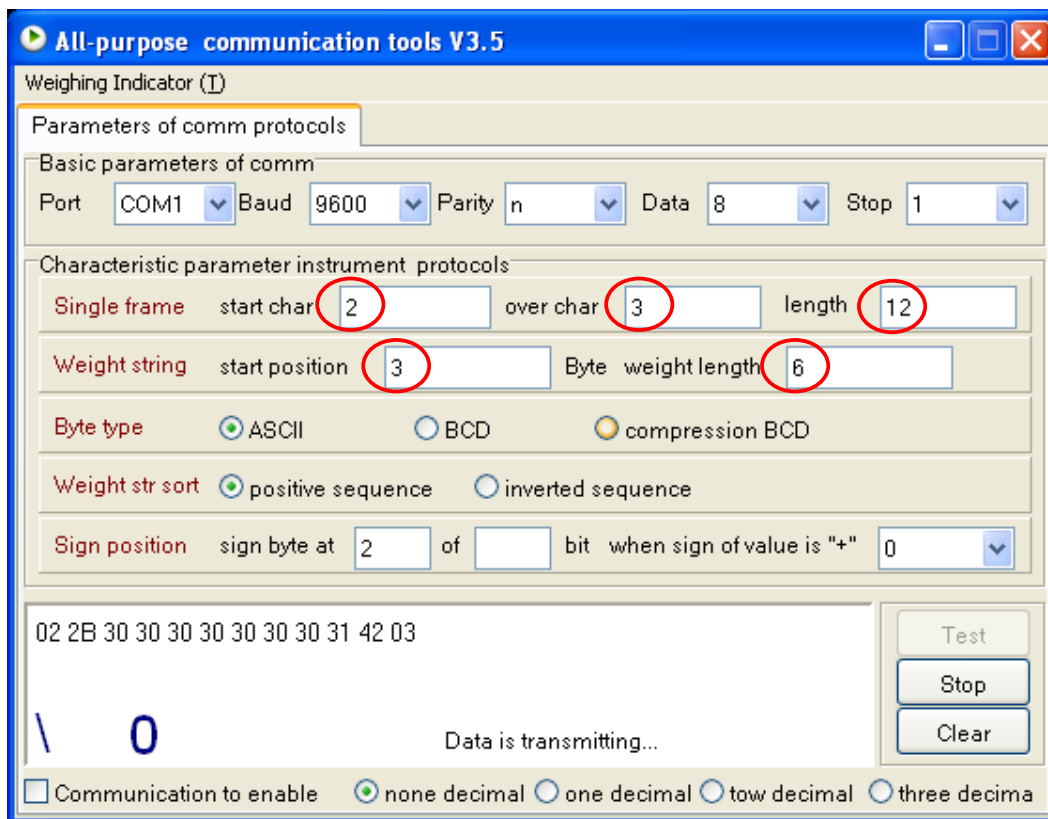 All-purpose communication tools V3.5
Weighing Indicator (T)
Parameters of comm protocols
Basic parameters of comm
Port COM1 Baud 9600 Parity n Data 8 Stop 1
Characteristic parameter instrument protocols
Single frame start char 2 over char 3 length 12
Weight string start position 3 Byte weight length 6
Byte type ASCII BCD compression BCD
Weight str sort positive sequence inverted sequence
Sign position sign byte at 2 of bit when sign of value is "+" 0
02 2B 30 30 30 30 30 30 30 31 42 03
Test
Stop
\ 0 Data is transmitting... Clear
Communication to enable none decimal one decimal tow decimal three decima